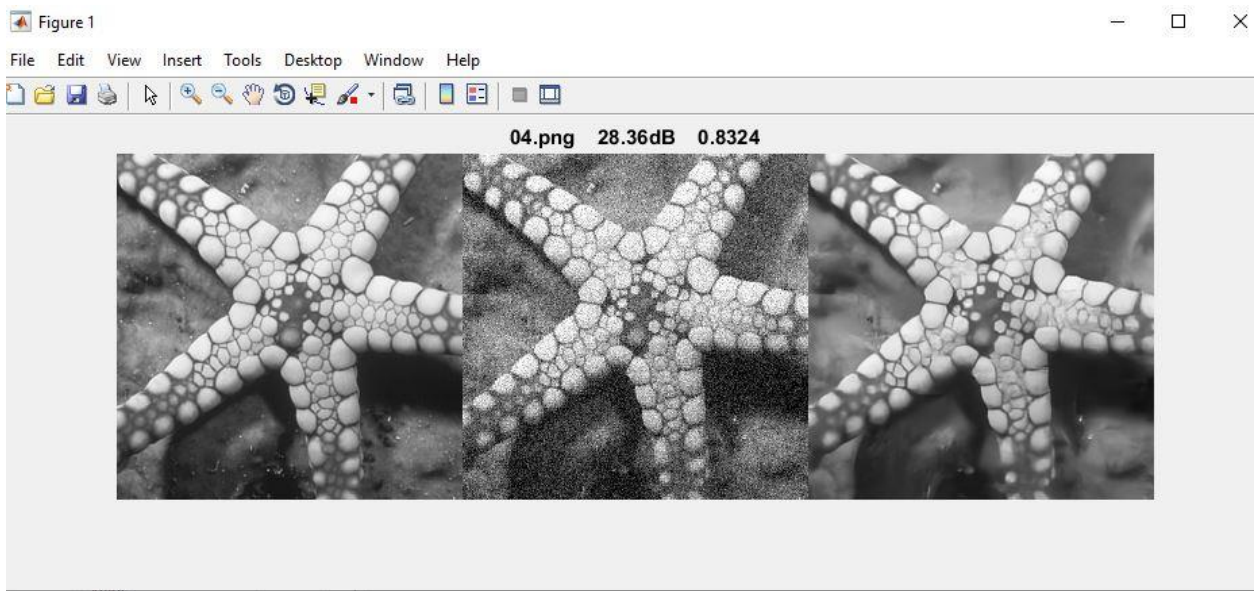 Figure 1
File Edit View Insert Tools Desktop Window Help
04.png 28.36dB 0.8324